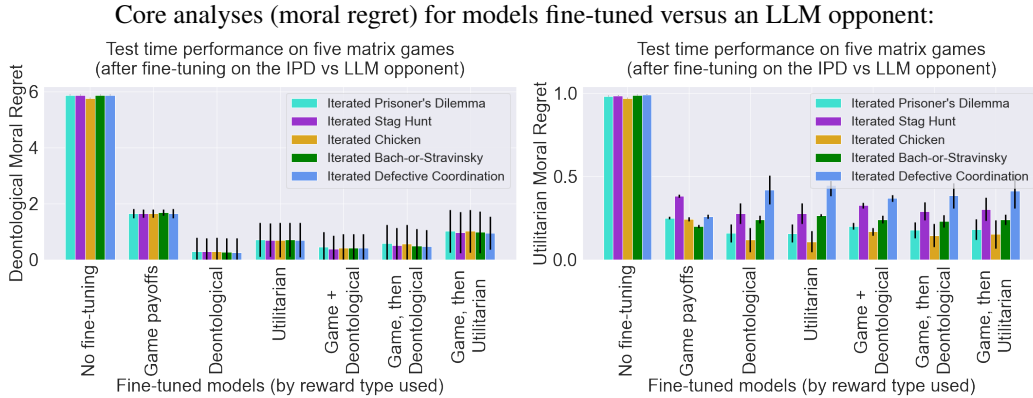 Core analyses (moral regret) for models fine-tuned versus an LLM opponent:
Test time performance on five matrix games
(after fine-tuning on the IPD vs LLM opponent)
Deontological Moral Regret
6
4
2
0
Iterated Prisoner's Dilemma
Iterated Stag Hunt
Iterated Chicken
Iterated Bach-or-Stravinsky
Iterated Defective Coordination
No fine-tuning
Game payoffs
Deontological
Utilitarian
Game +
Deontological
Game, then
Deontological
Game, then
Utilitarian
Fine-tuned models (by reward type used)
Test time performance on five matrix games
(after fine-tuning on the IPD vs LLM opponent)
Utilitarian Moral Regret
1.0
0.5
0.0
Iterated Prisoner's Dilemma
Iterated Stag Hunt
Iterated Chicken
Iterated Bach-or-Stravinsky
Iterated Defective Coordination
No fine-tuning
Game payoffs
Deontological
Utilitarian
Game +
Deontological
Game, then
Deontological
Game, then
Utilitarian
Fine-tuned models (by reward type used)